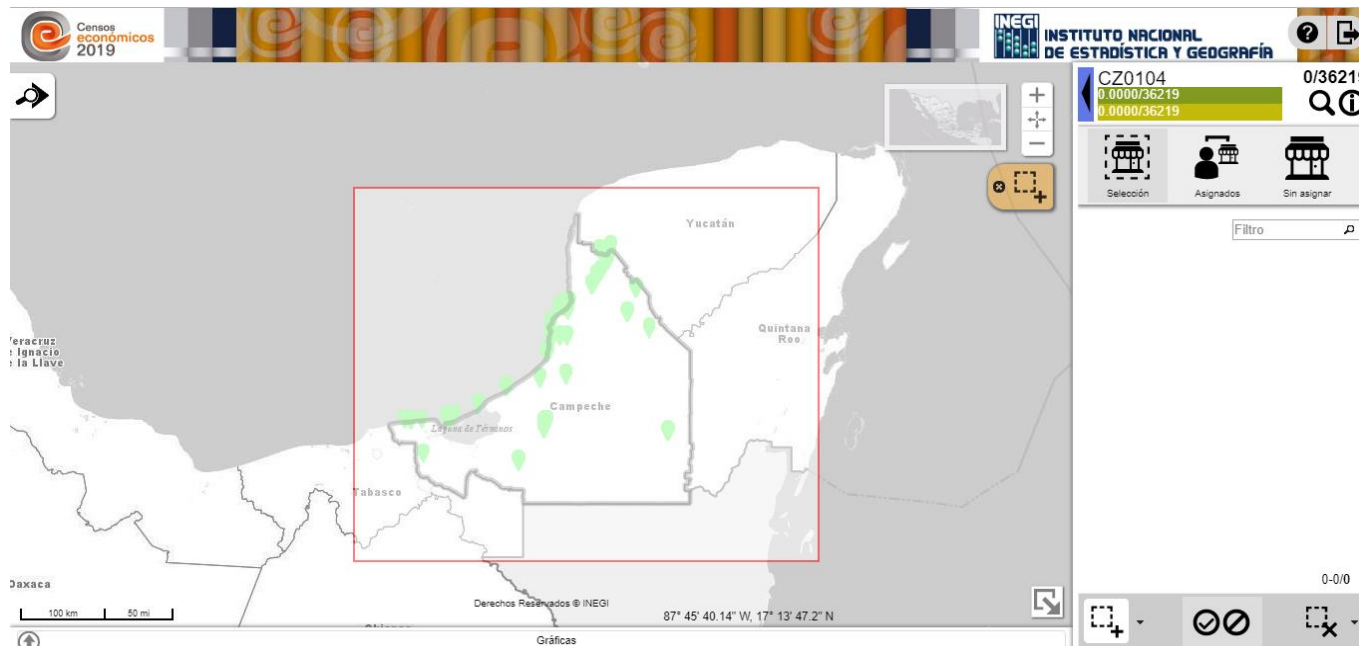 Censos
económicos
2019
INEGI
INSTITUTO NACIONAL
DE ESTADÍSTICA Y GEOGRAFÍA
?
CZ0104
0/36219
0.0000/36219
0.0000/36219
Selección
Asignados
Sin asignar
Filtro
Yucatán
Quintana
Roo
Campeche
Laguna de Términos
Tabasco
eracruz
Ignacio
la Llave
Oaxaca
100 km
50 mi
Derechos Reservados © INEGI
87° 45' 40.14" W, 17° 13' 47.2" N
0-0/0
Gráficas